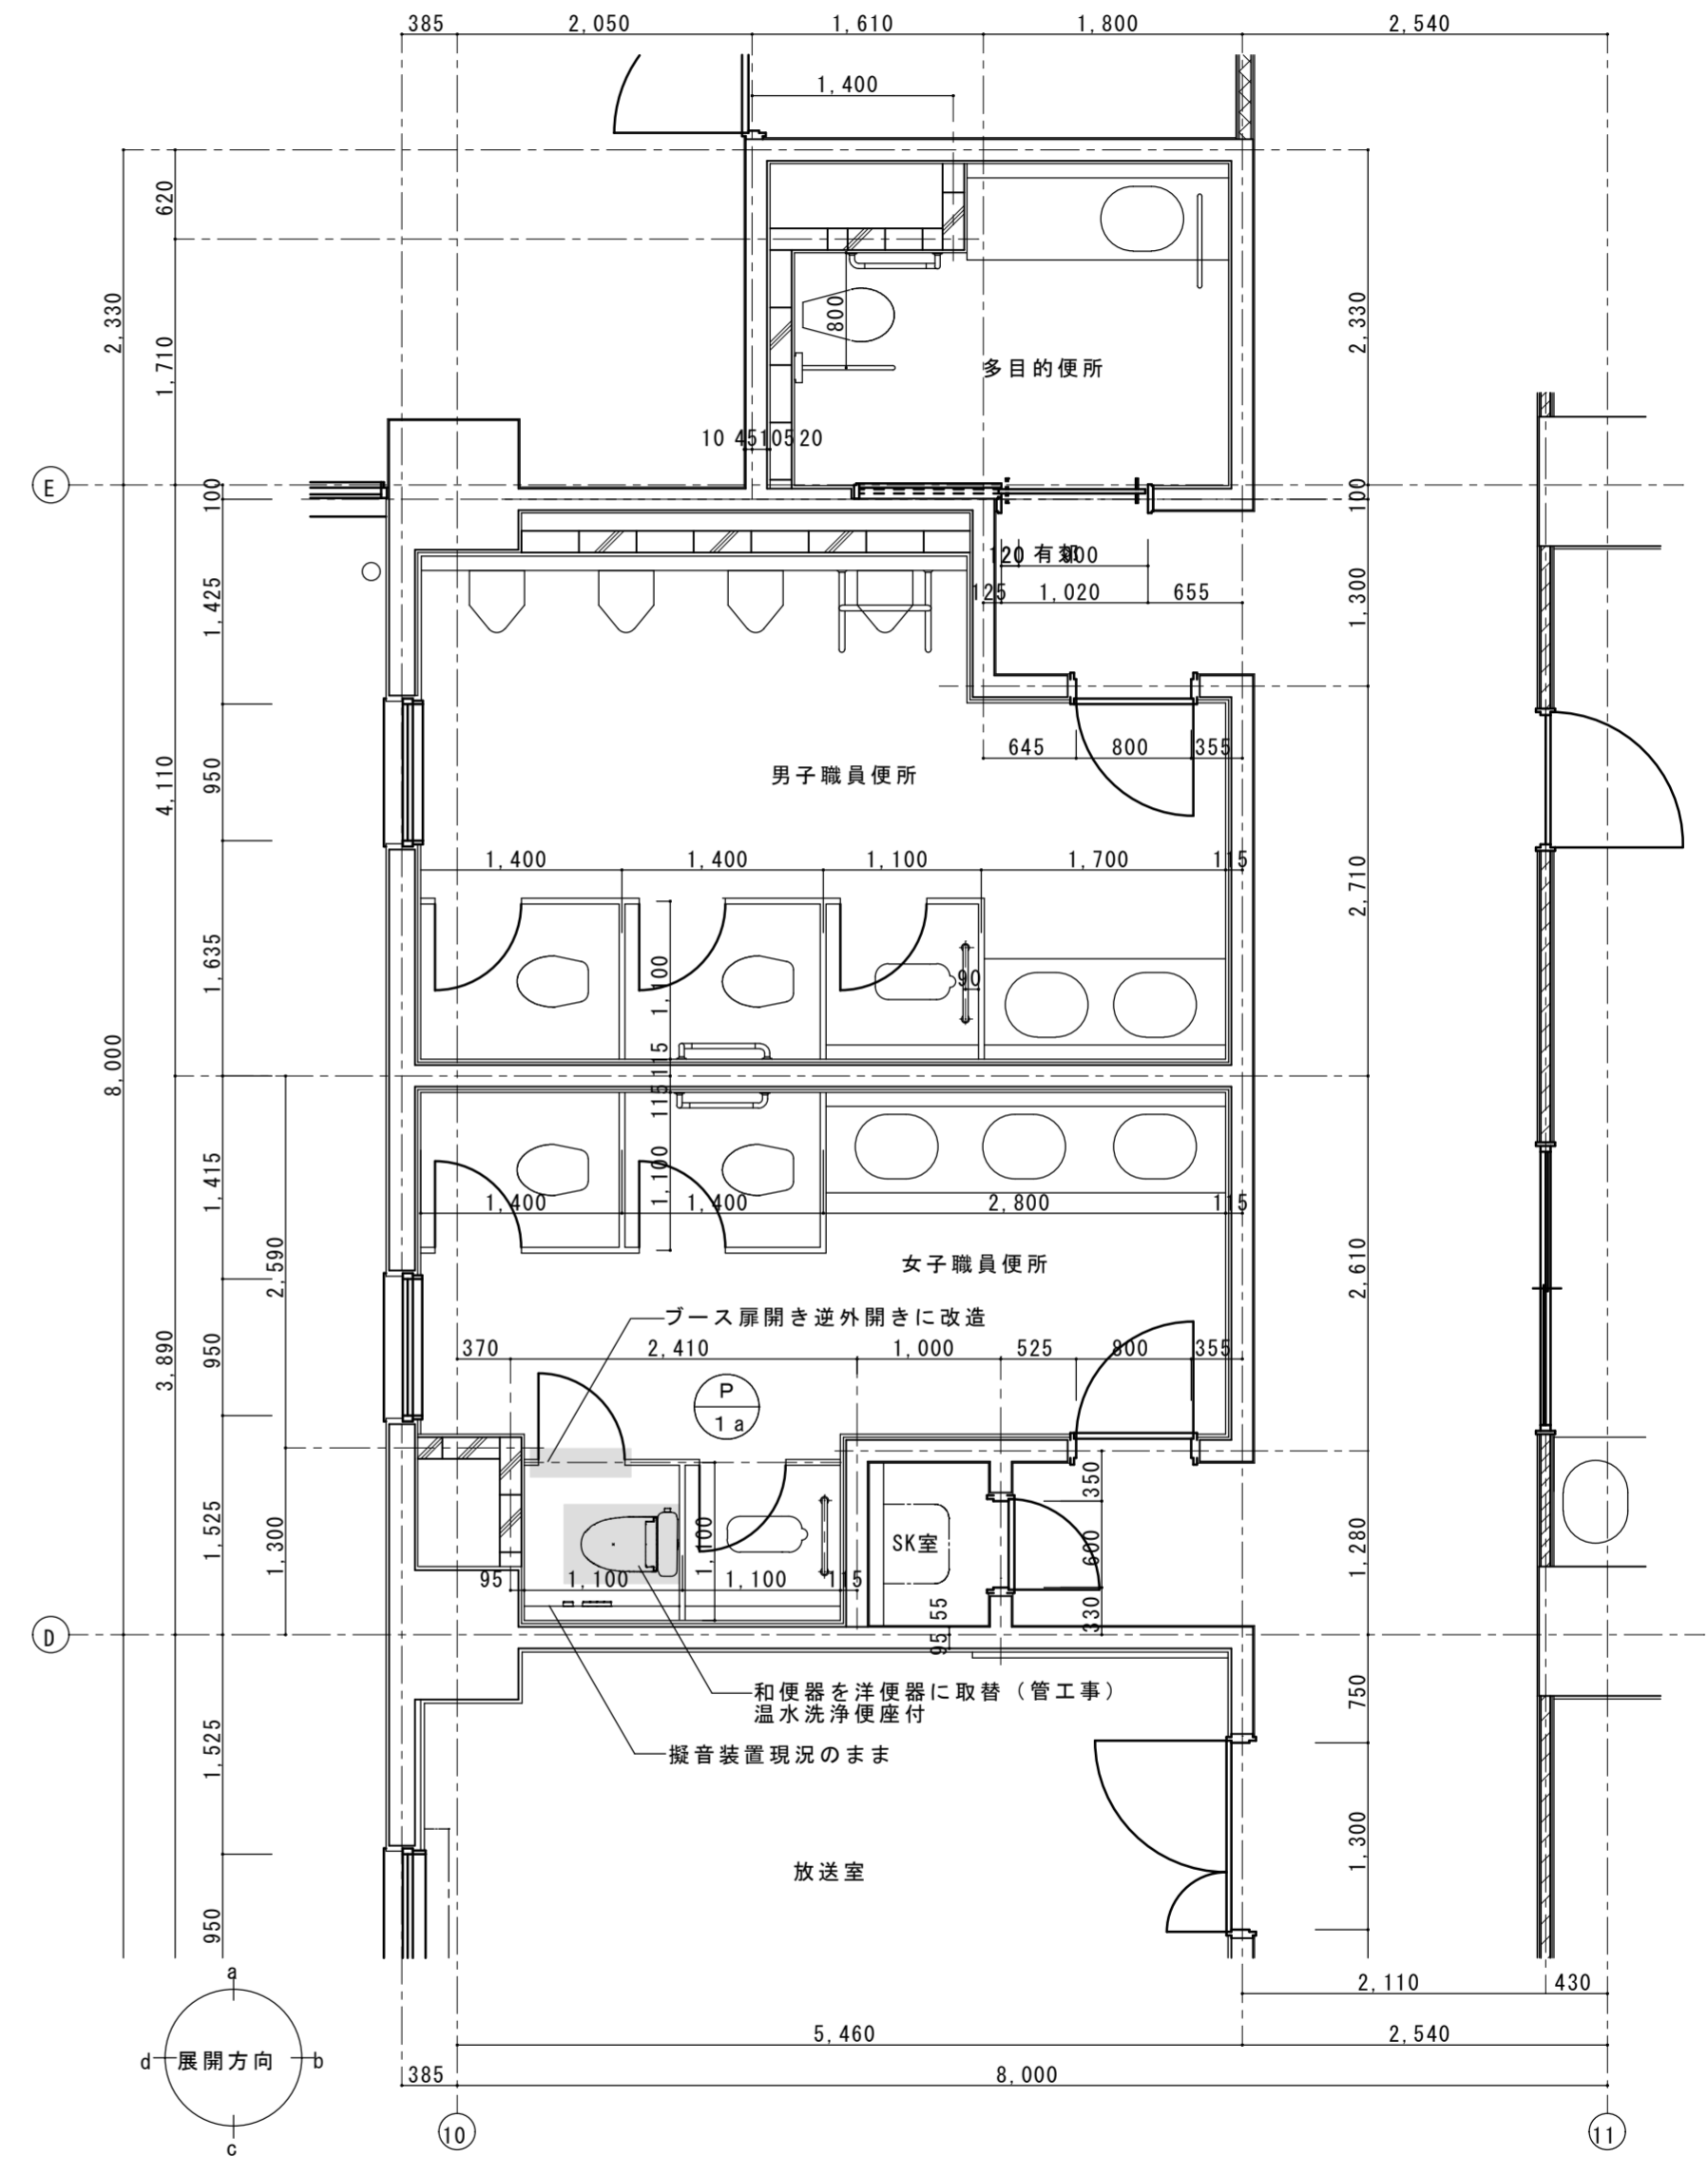 385 2,050 1,610 1,800 2,540
1,400
620
2,330
1,710
800
2,330
多目的便所
10 45 105 20
E
100
100
120 有効 900
125 1,020 655
1,425
1,300
645 800 355
950
4,110
男子職員便所
1,400 1,400 1,100 1,700 115
2,710
1,635
1,100
90
8,000
115
115
1,415
1,100
1,400 1,400 2,800 115
2,590
2,610
女子職員便所
ブース扉開き逆外開きに改造
3,890
950
370 2,410 1,000 525 800 355
P
1a
350
1,525
1,300
1,100
SK室
600
1,280
95 1,100 1,100 115
330
55
95
D
和便器を洋便器に取替（管工事）
温水洗浄便座付
750
擬音装置現況のまま
1,525
1,300
放送室
950
a
d 展開方向 b
c
2,110 430
5,460 2,540
385 8,000
10 11